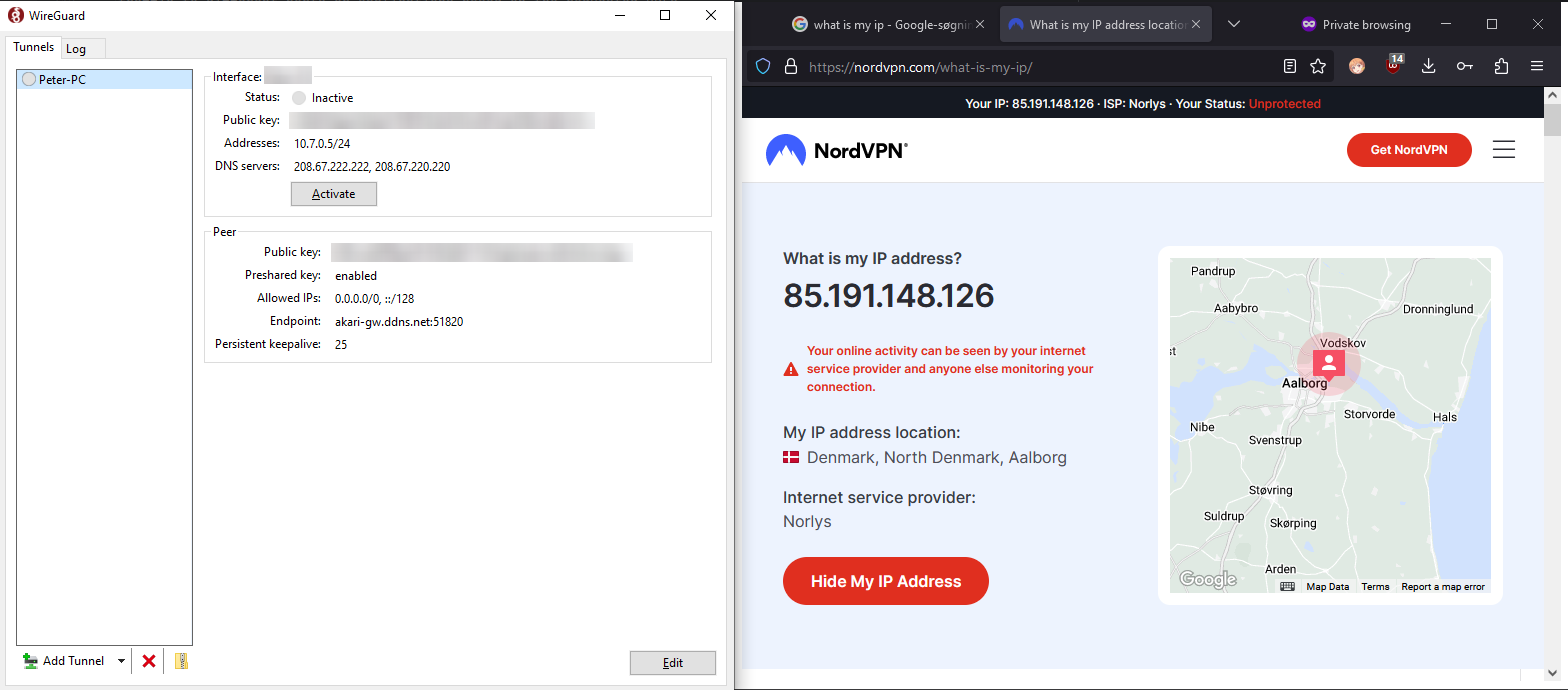 WireGuard
Tunnels
Log
Peter-PC
Interface:
Status: Inactive
Public key:
Addresses: 10.7.0.5/24
DNS servers: 208.67.222.222, 208.67.220.220
Activate
Peer
Public key:
Preshared key: enabled
Allowed IPs: 0.0.0.0/0, ::/128
Endpoint: akari-gw.ddns.net:51820
Persistent keepalive: 25
Add Tunnel
Edit
what is my ip - Google-søgnin
What is my IP address location
Private browsing
https://nordvpn.com/what-is-my-ip/
14
Your IP: 85.191.148.126 · ISP: Norlys · Your Status: Unprotected
NordVPN®
Get NordVPN
What is my IP address?
85.191.148.126
Your online activity can be seen by your internet
service provider and anyone else monitoring your
connection.
My IP address location:
Denmark, North Denmark, Aalborg
Internet service provider:
Norlys
Hide My IP Address
Pandrup
Aabybro
Dronninglund
Vodskov
st
Aalborg
Storvorde
Hals
Nibe
Svenstrup
Støvring
Suldrup
Skørping
Arden
Google
Map Data
Terms
Report a map error